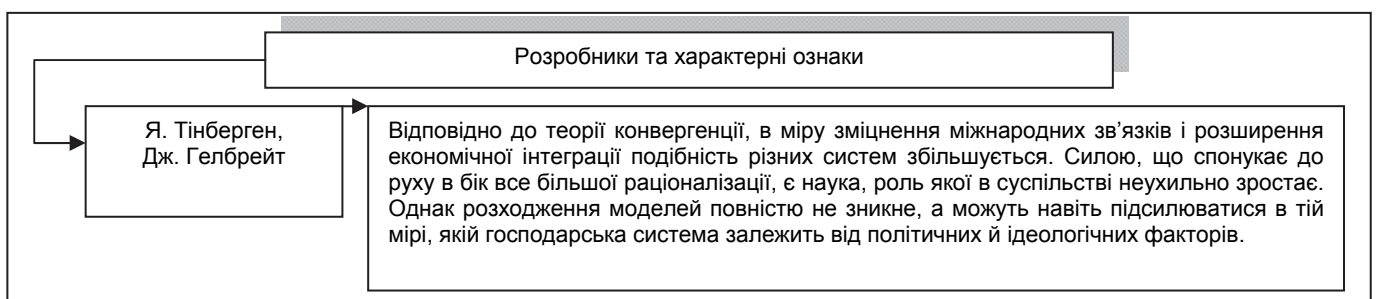 Розробники та характерні ознаки
Я. Тінберген,
Дж. Гелбрейт
Відповідно до теорії конвергенції, в міру зміцнення міжнародних зв’язків і розширення
економічної інтеграції подібність різних систем збільшується. Силою, що спонукає до
руху в бік все більшої раціоналізації, є наука, роль якої в суспільстві неухильно зростає.
Однак розходження моделей повністю не зникне, а можуть навіть підсилюватися в тій
мірі, якій господарська система залежить від політичних й ідеологічних факторів.